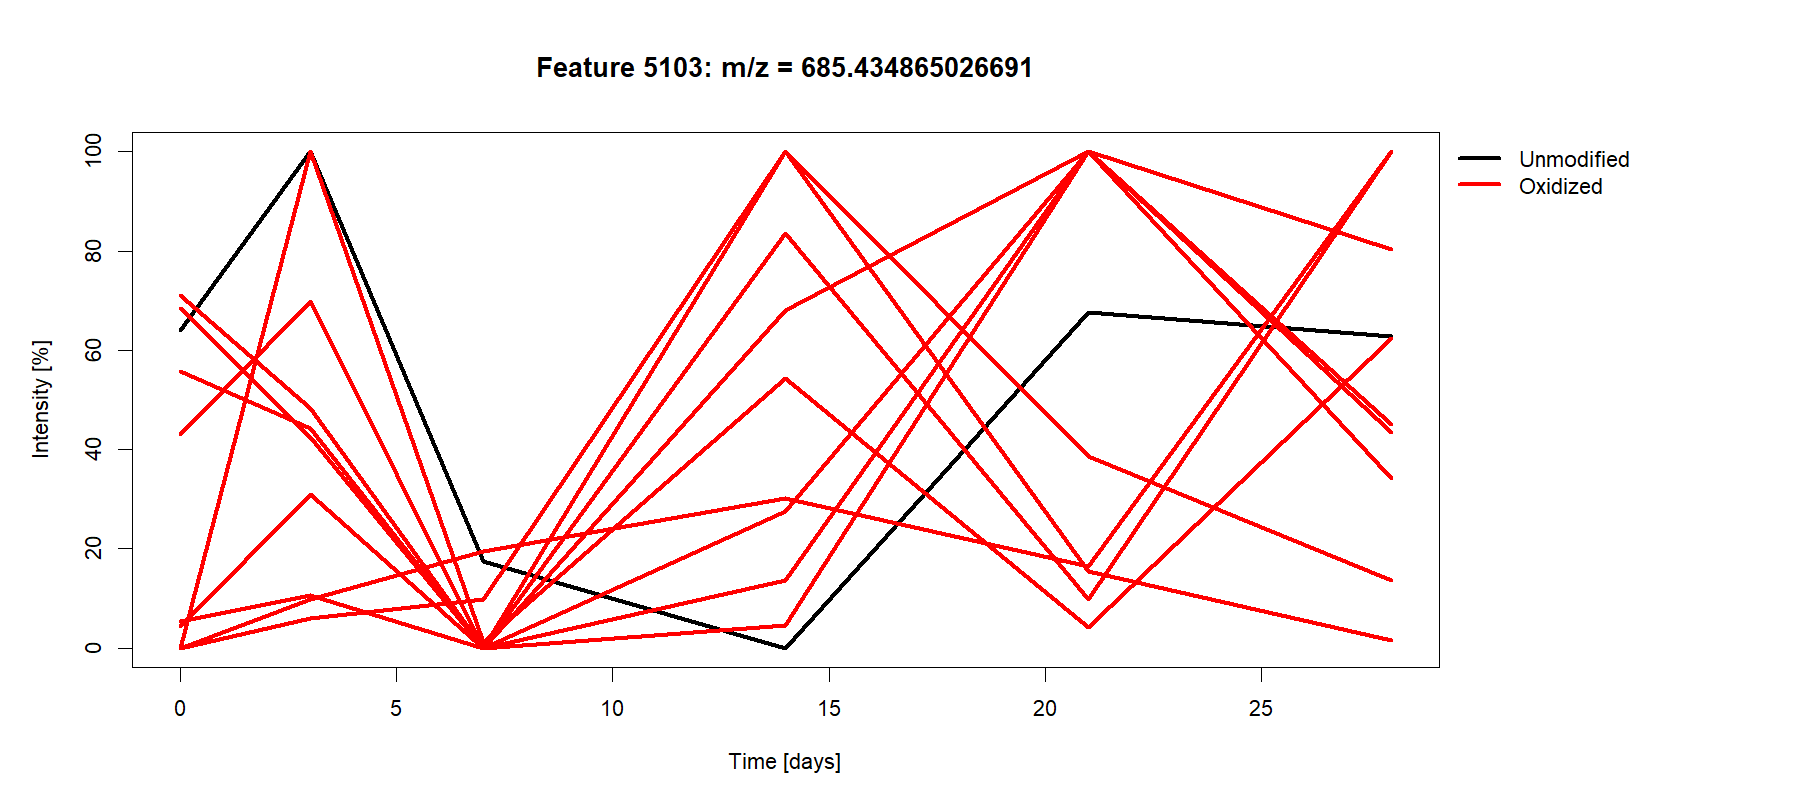 Feature 5103: m/z = 685.434865026691
Unmodified
Oxidized
100
80
60
40
20
0
Intensity [%]
0 5 10 15 20 25
Time [days]